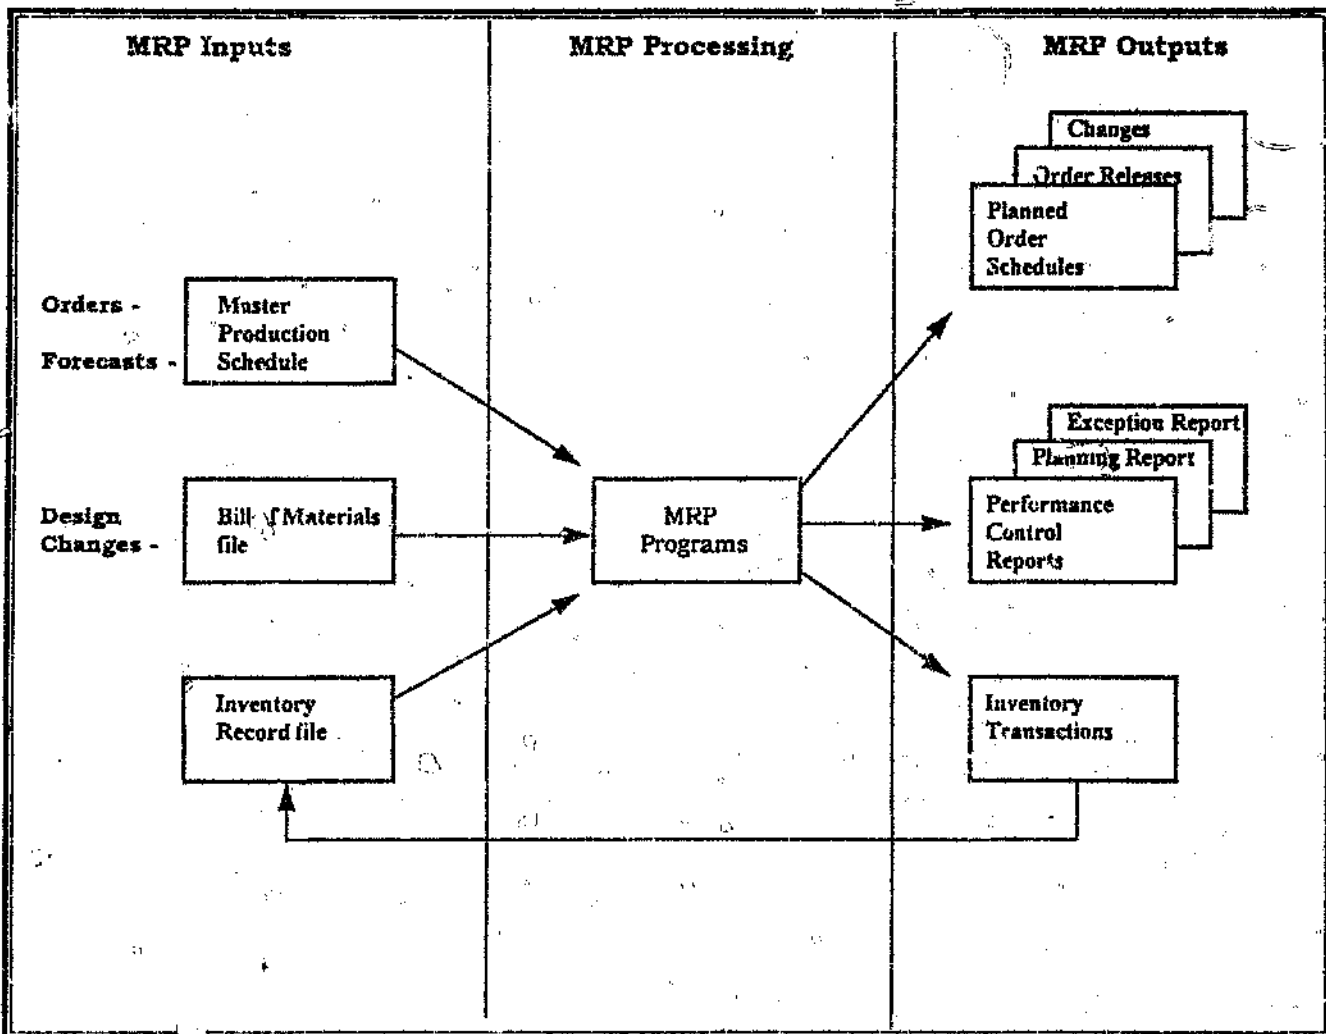 MRP Inputs
MRP Processing
MRP Outputs
Orders -
Forecasts -
Master
Production
Schedule
Design
Changes -
Bill of Materials
file
Inventory
Record file
MRP
Programs
Changes
Order Releases
Planned
Order
Schedules
Exception Report
Planning Report
Performance
Control
Reports
Inventory
Transactions